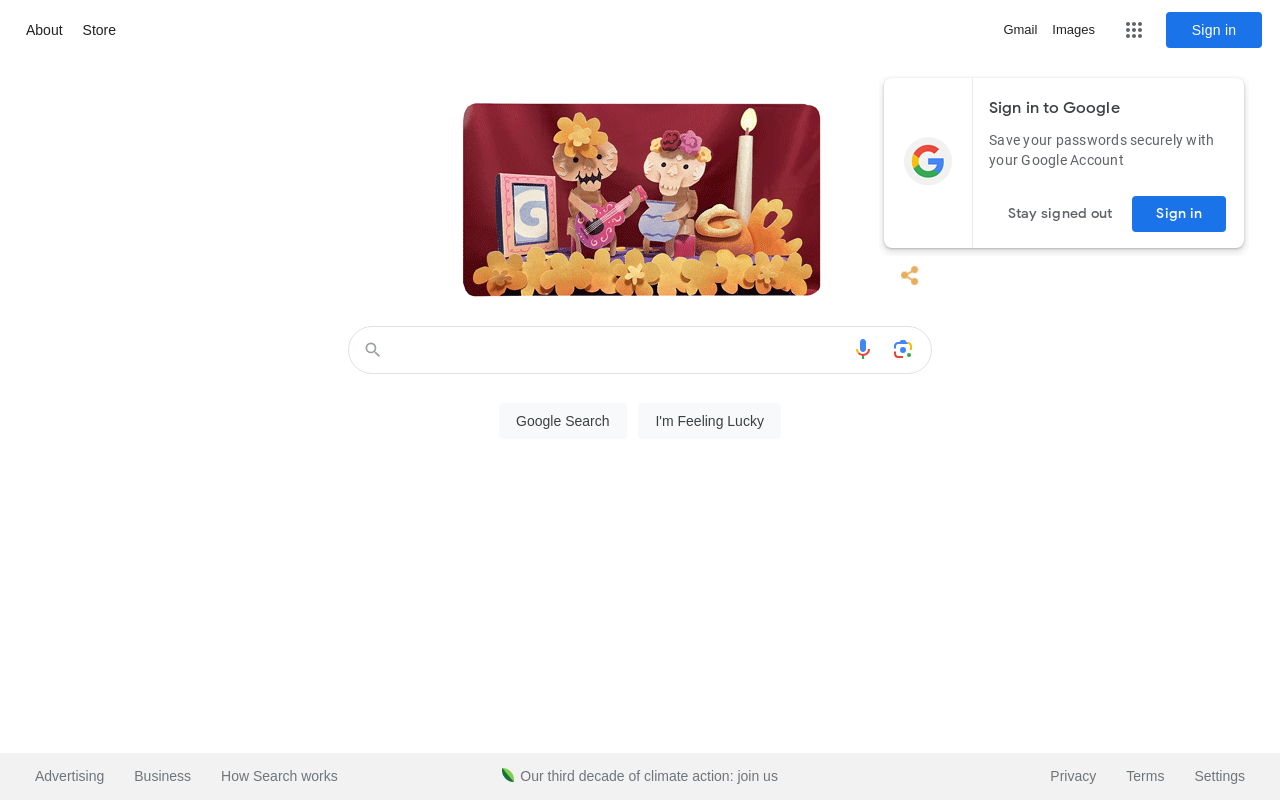 About Store
Gmail Images Sign in
Sign in to Google
Save your passwords securely with
your Google Account
Stay signed out Sign in
Google Search I'm Feeling Lucky
Advertising Business How Search works
Our third decade of climate action: join us
Privacy Terms Settings